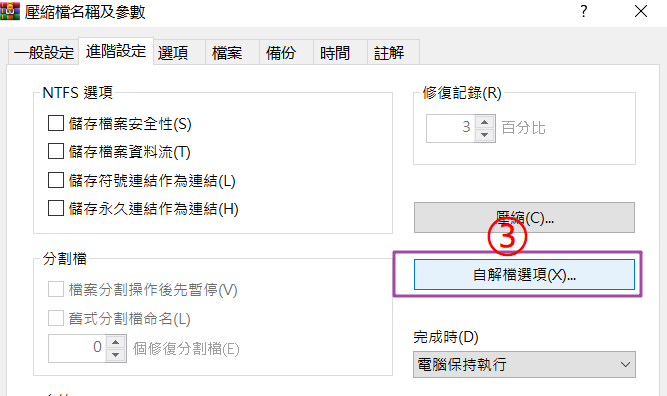 壓縮檔名稱及參數
?
一般設定 進階設定 選項 檔案 備份 時間 註解
NTFS 選項
儲存檔案安全性(S)
儲存檔案資料流(T)
儲存符號連結作為連結(L)
儲存永久連結作為連結(H)
分割檔
檔案分割操作後先暫停(V)
舊式分割檔命名(L)
0 個修復分割檔(E)
修復記錄(R)
3 百分比
壓縮(C)...
③
自解檔選項(X)...
完成時(D)
電腦保持執行